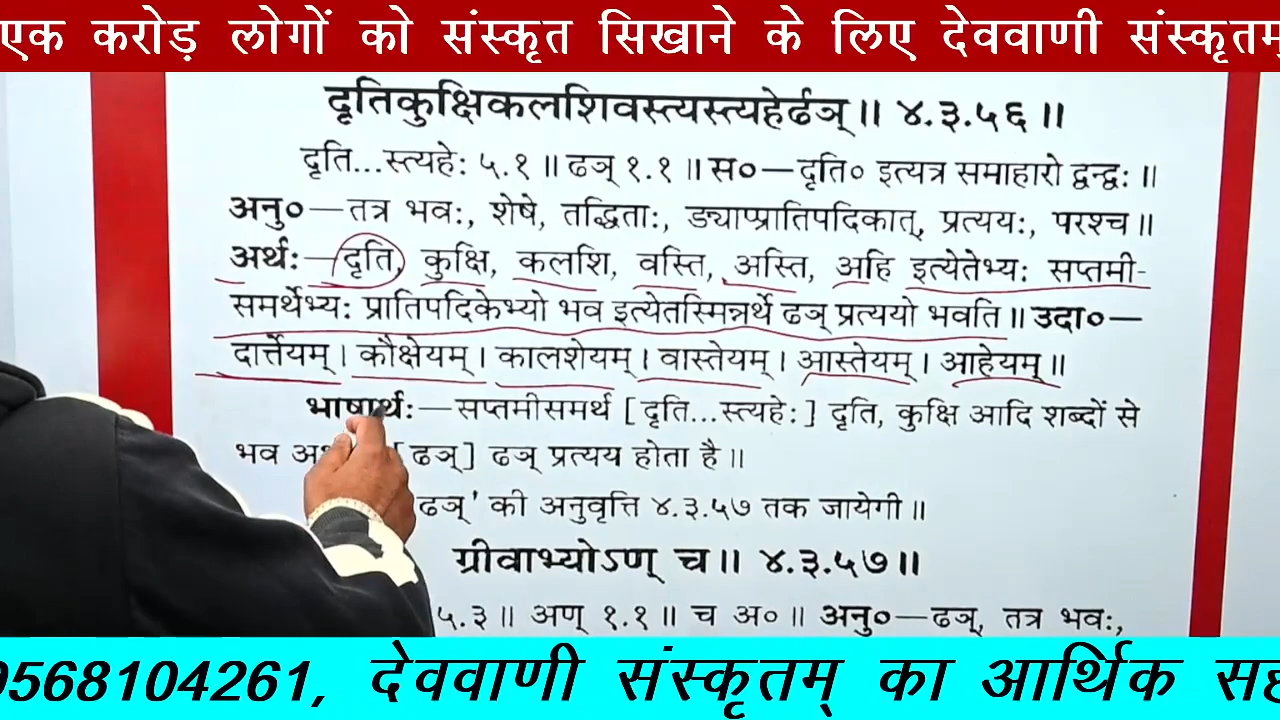 एक करोड़ लोगों को संस्कृत सिखाने के लिए देववाणी संस्कृतम्
दृतिकुक्षिकलशिवस्त्यस्त्यहेर्ढञ्॥ ४.३.५६॥
दृति...स्त्यहेः ५.१॥ ढञ् १.१॥ स०—दृति० इत्यत्र समाहारो द्वन्द्वः॥
अनु०—तत्र भवः, शेषे, तद्धिताः, ङ्याप्प्रातिपदिकात्, प्रत्ययः, परश्च॥
अर्थः—दृति, कुक्षि, कलशि, वस्ति, अस्ति, अहि इत्येतेभ्यः सप्तमी-
समर्थेभ्यः प्रातिपदिकेभ्यो भव इत्येतस्मिन्नर्थे ढञ् प्रत्ययो भवति॥ उदा०—
दार्त्तेयम्। कौक्षेयम्। कालशेयम्। वास्तेयम्। आस्तेयम्। आहेयम्॥
भाषार्थः—सप्तमीसमर्थ [दृति...स्त्यहेः] दृति, कुक्षि आदि शब्दों से
भव [ढञ्] ढञ् प्रत्यय होता है॥
ढञ्' की अनुवृत्ति ४.३.५७ तक जायेगी॥
ग्रीवाभ्योऽण् च॥ ४.३.५७॥
५.३॥ अण् १.१॥ च अ०॥ अनु०—ढञ्, तत्र भवः,
9568104261, देववाणी संस्कृतम् का आर्थिक